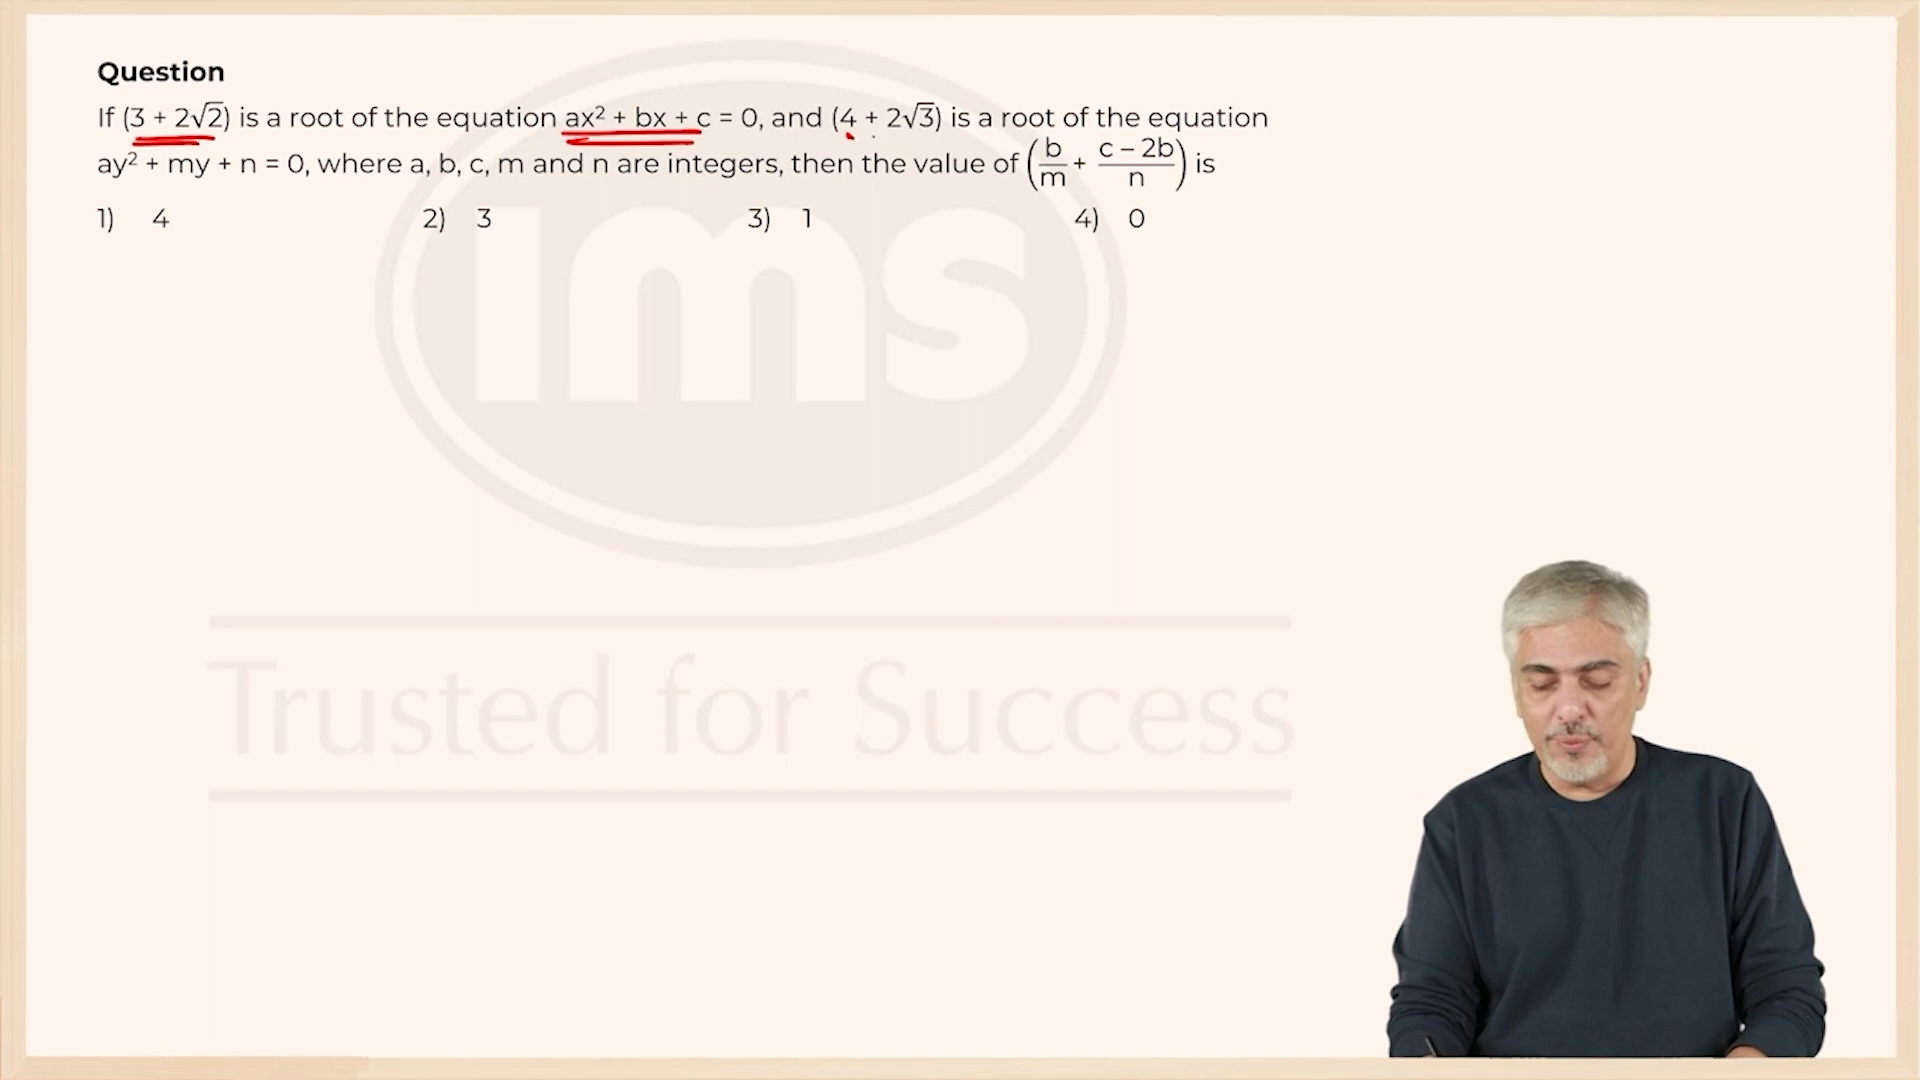 Question
If (3 + 2√2) is a root of the equation ax² + bx + c = 0, and (4 + 2√3) is a root of the equation
ay² + my + n = 0, where a, b, c, m and n are integers, then the value of (b/m + (c – 2b)/n) is
1) 4 2) 3 3) 1 4) 0
ims
Trusted for Success